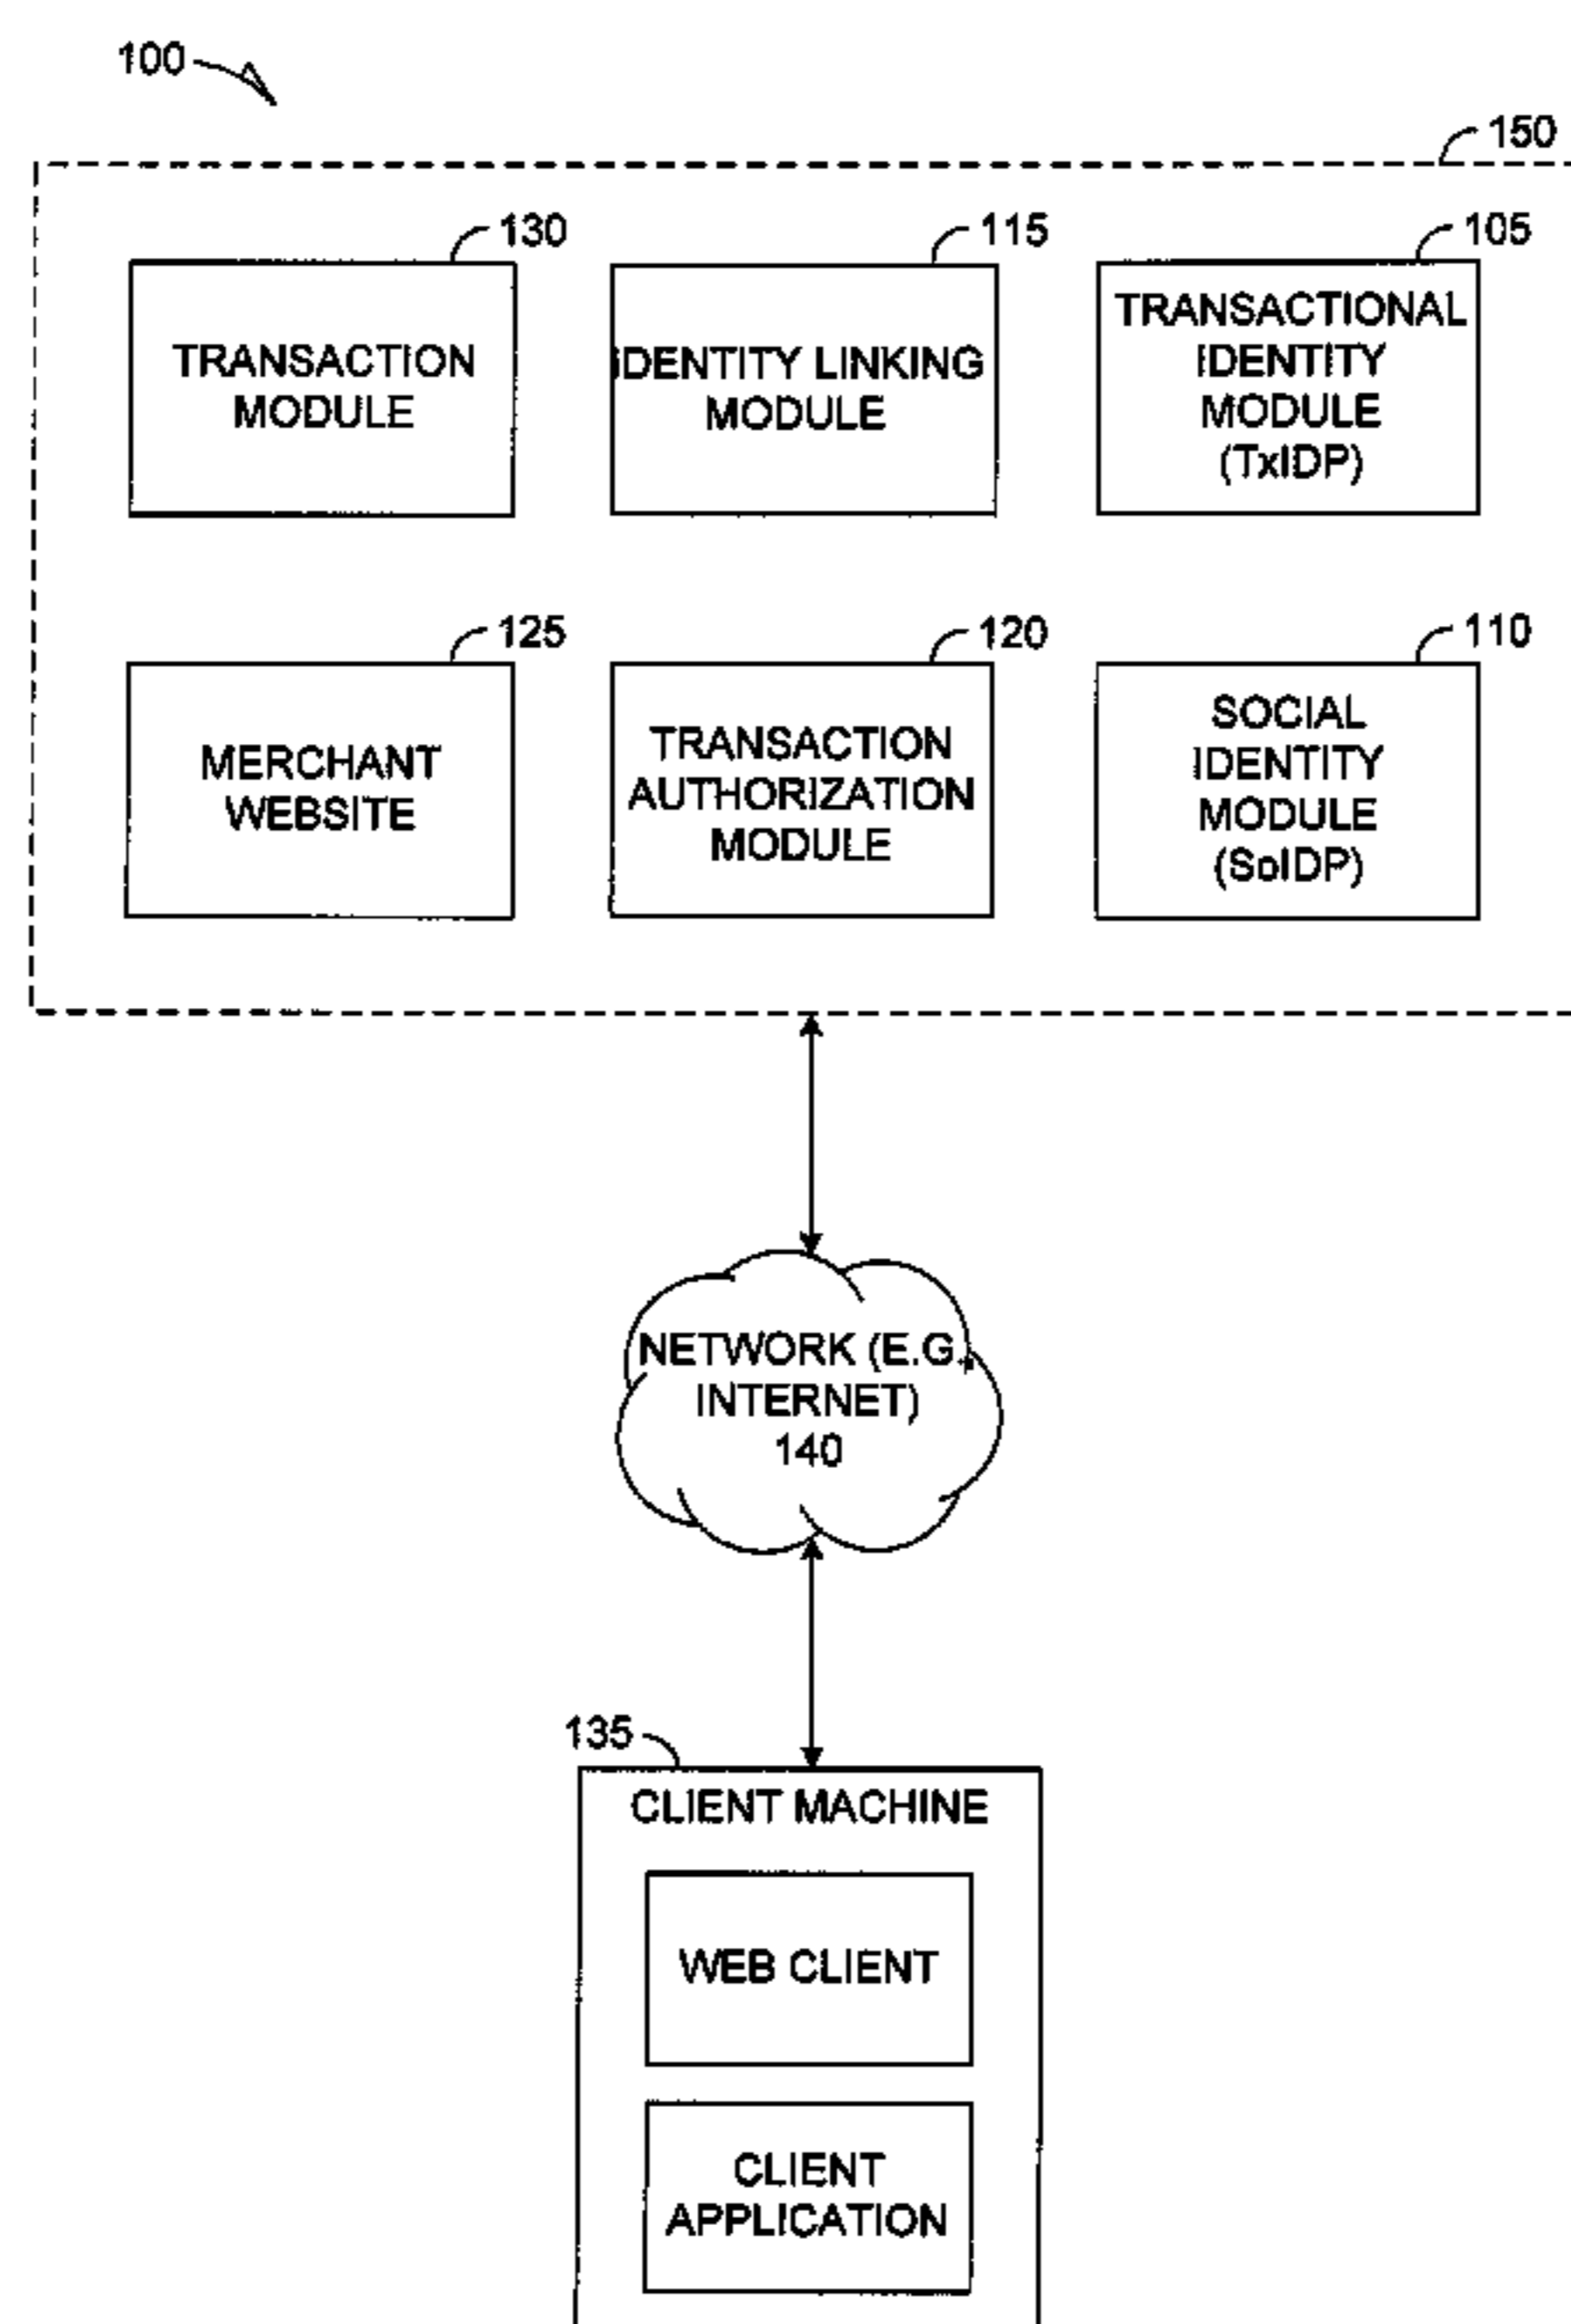 100
150
130
115
105
TRANSACTION
MODULE
IDENTITY LINKING
MODULE
TRANSACTIONAL
IDENTITY
MODULE
(TxIDP)
125
120
110
MERCHANT
WEBSITE
TRANSACTION
AUTHORIZATION
MODULE
SOCIAL
IDENTITY
MODULE
(SoIDP)
NETWORK (E.G.,
INTERNET)
140
135
CLIENT MACHINE
WEB CLIENT
CLIENT
APPLICATION